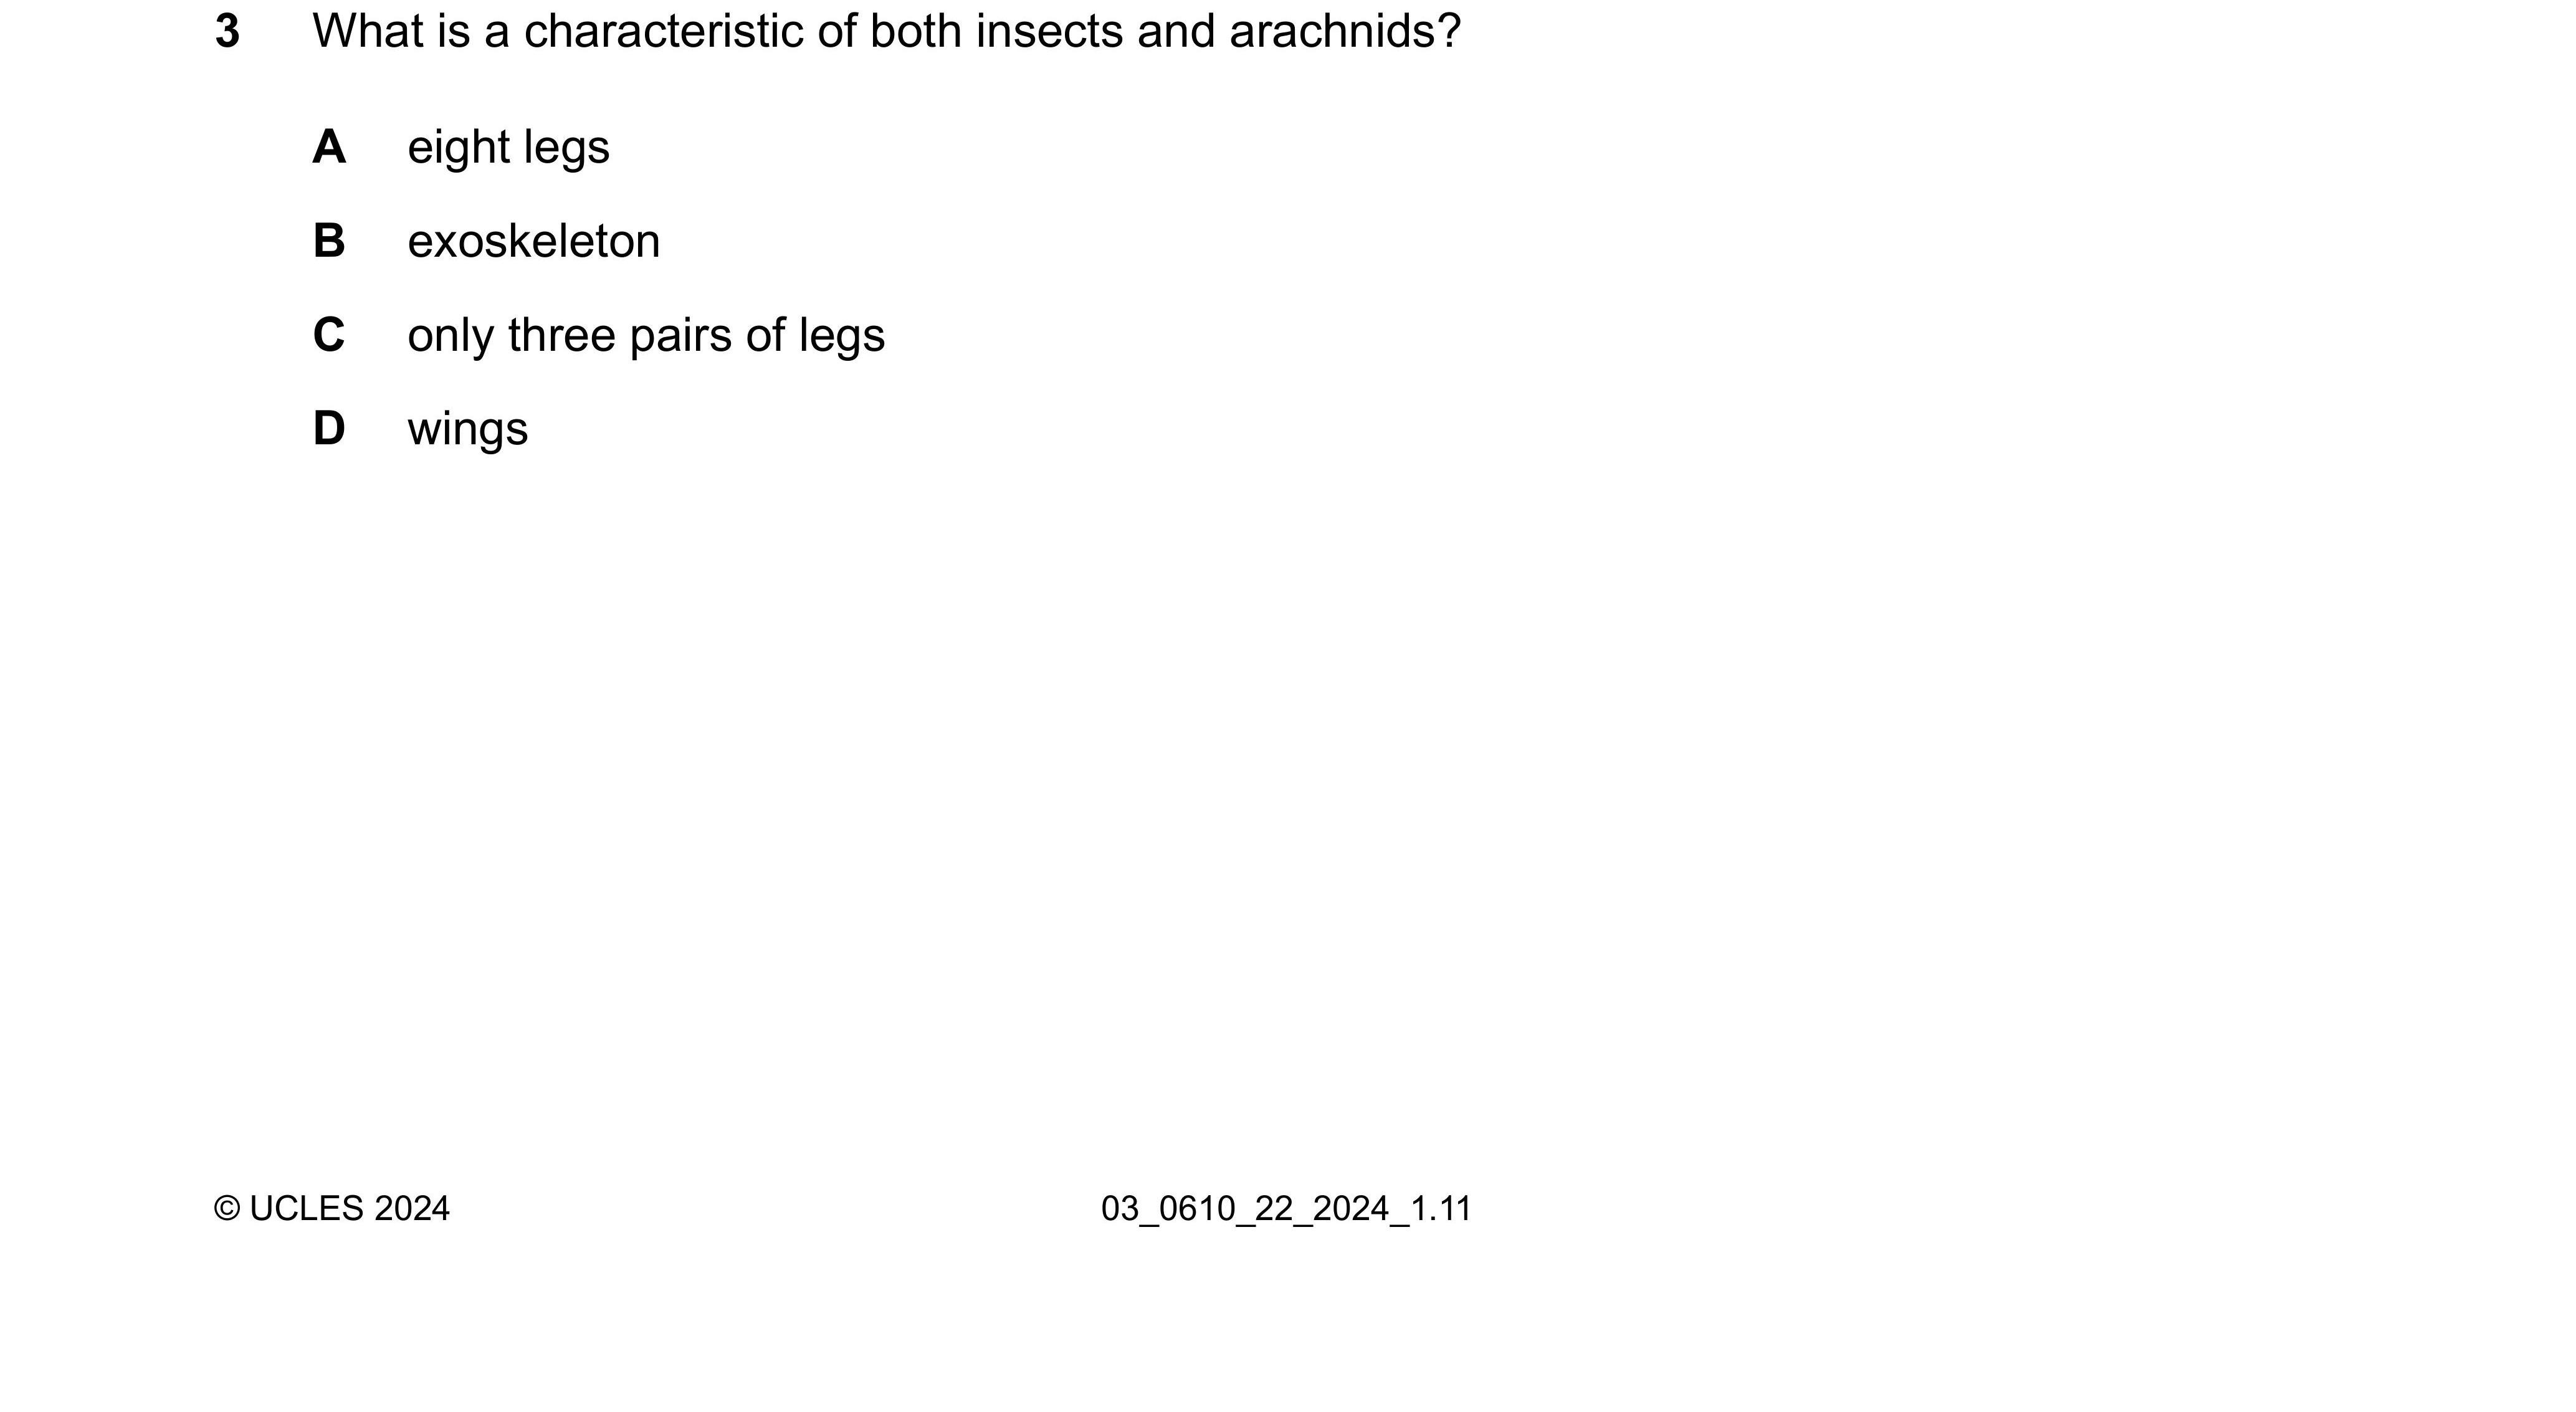 3 What is a characteristic of both insects and arachnids?
A eight legs
B exoskeleton
C only three pairs of legs
D wings
© UCLES 2024 03_0610_22_2024_1.11